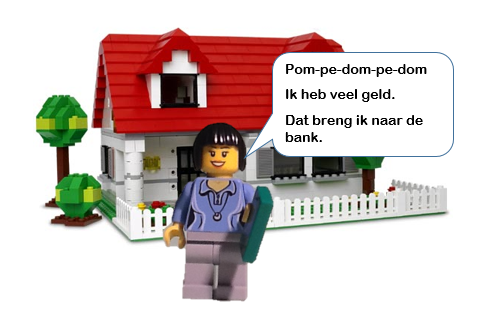 Pom-pe-dom-pe-dom
Ik heb veel geld.
Dat breng ik naar de
bank.